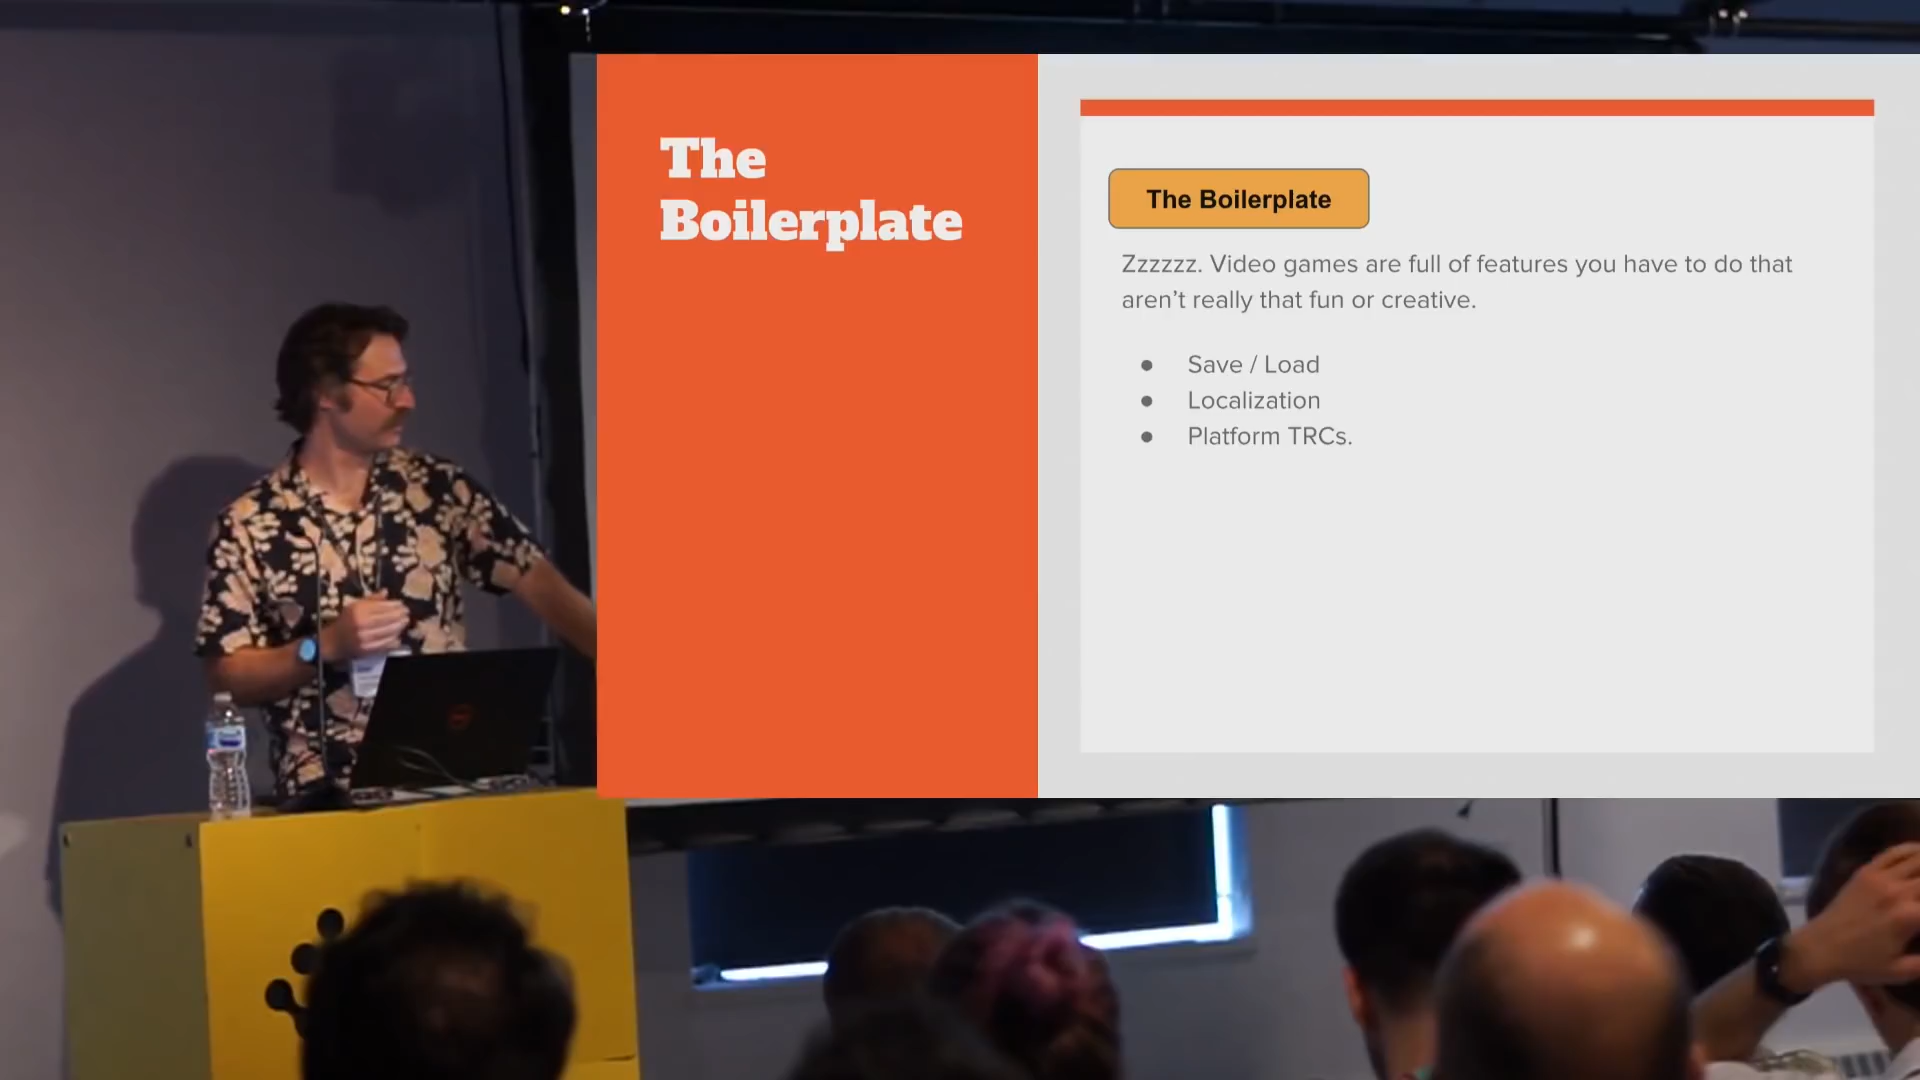 The
Boilerplate
The Boilerplate
Zzzzzz. Video games are full of features you have to do that
aren’t really that fun or creative.
● Save / Load
● Localization
● Platform TRCs.